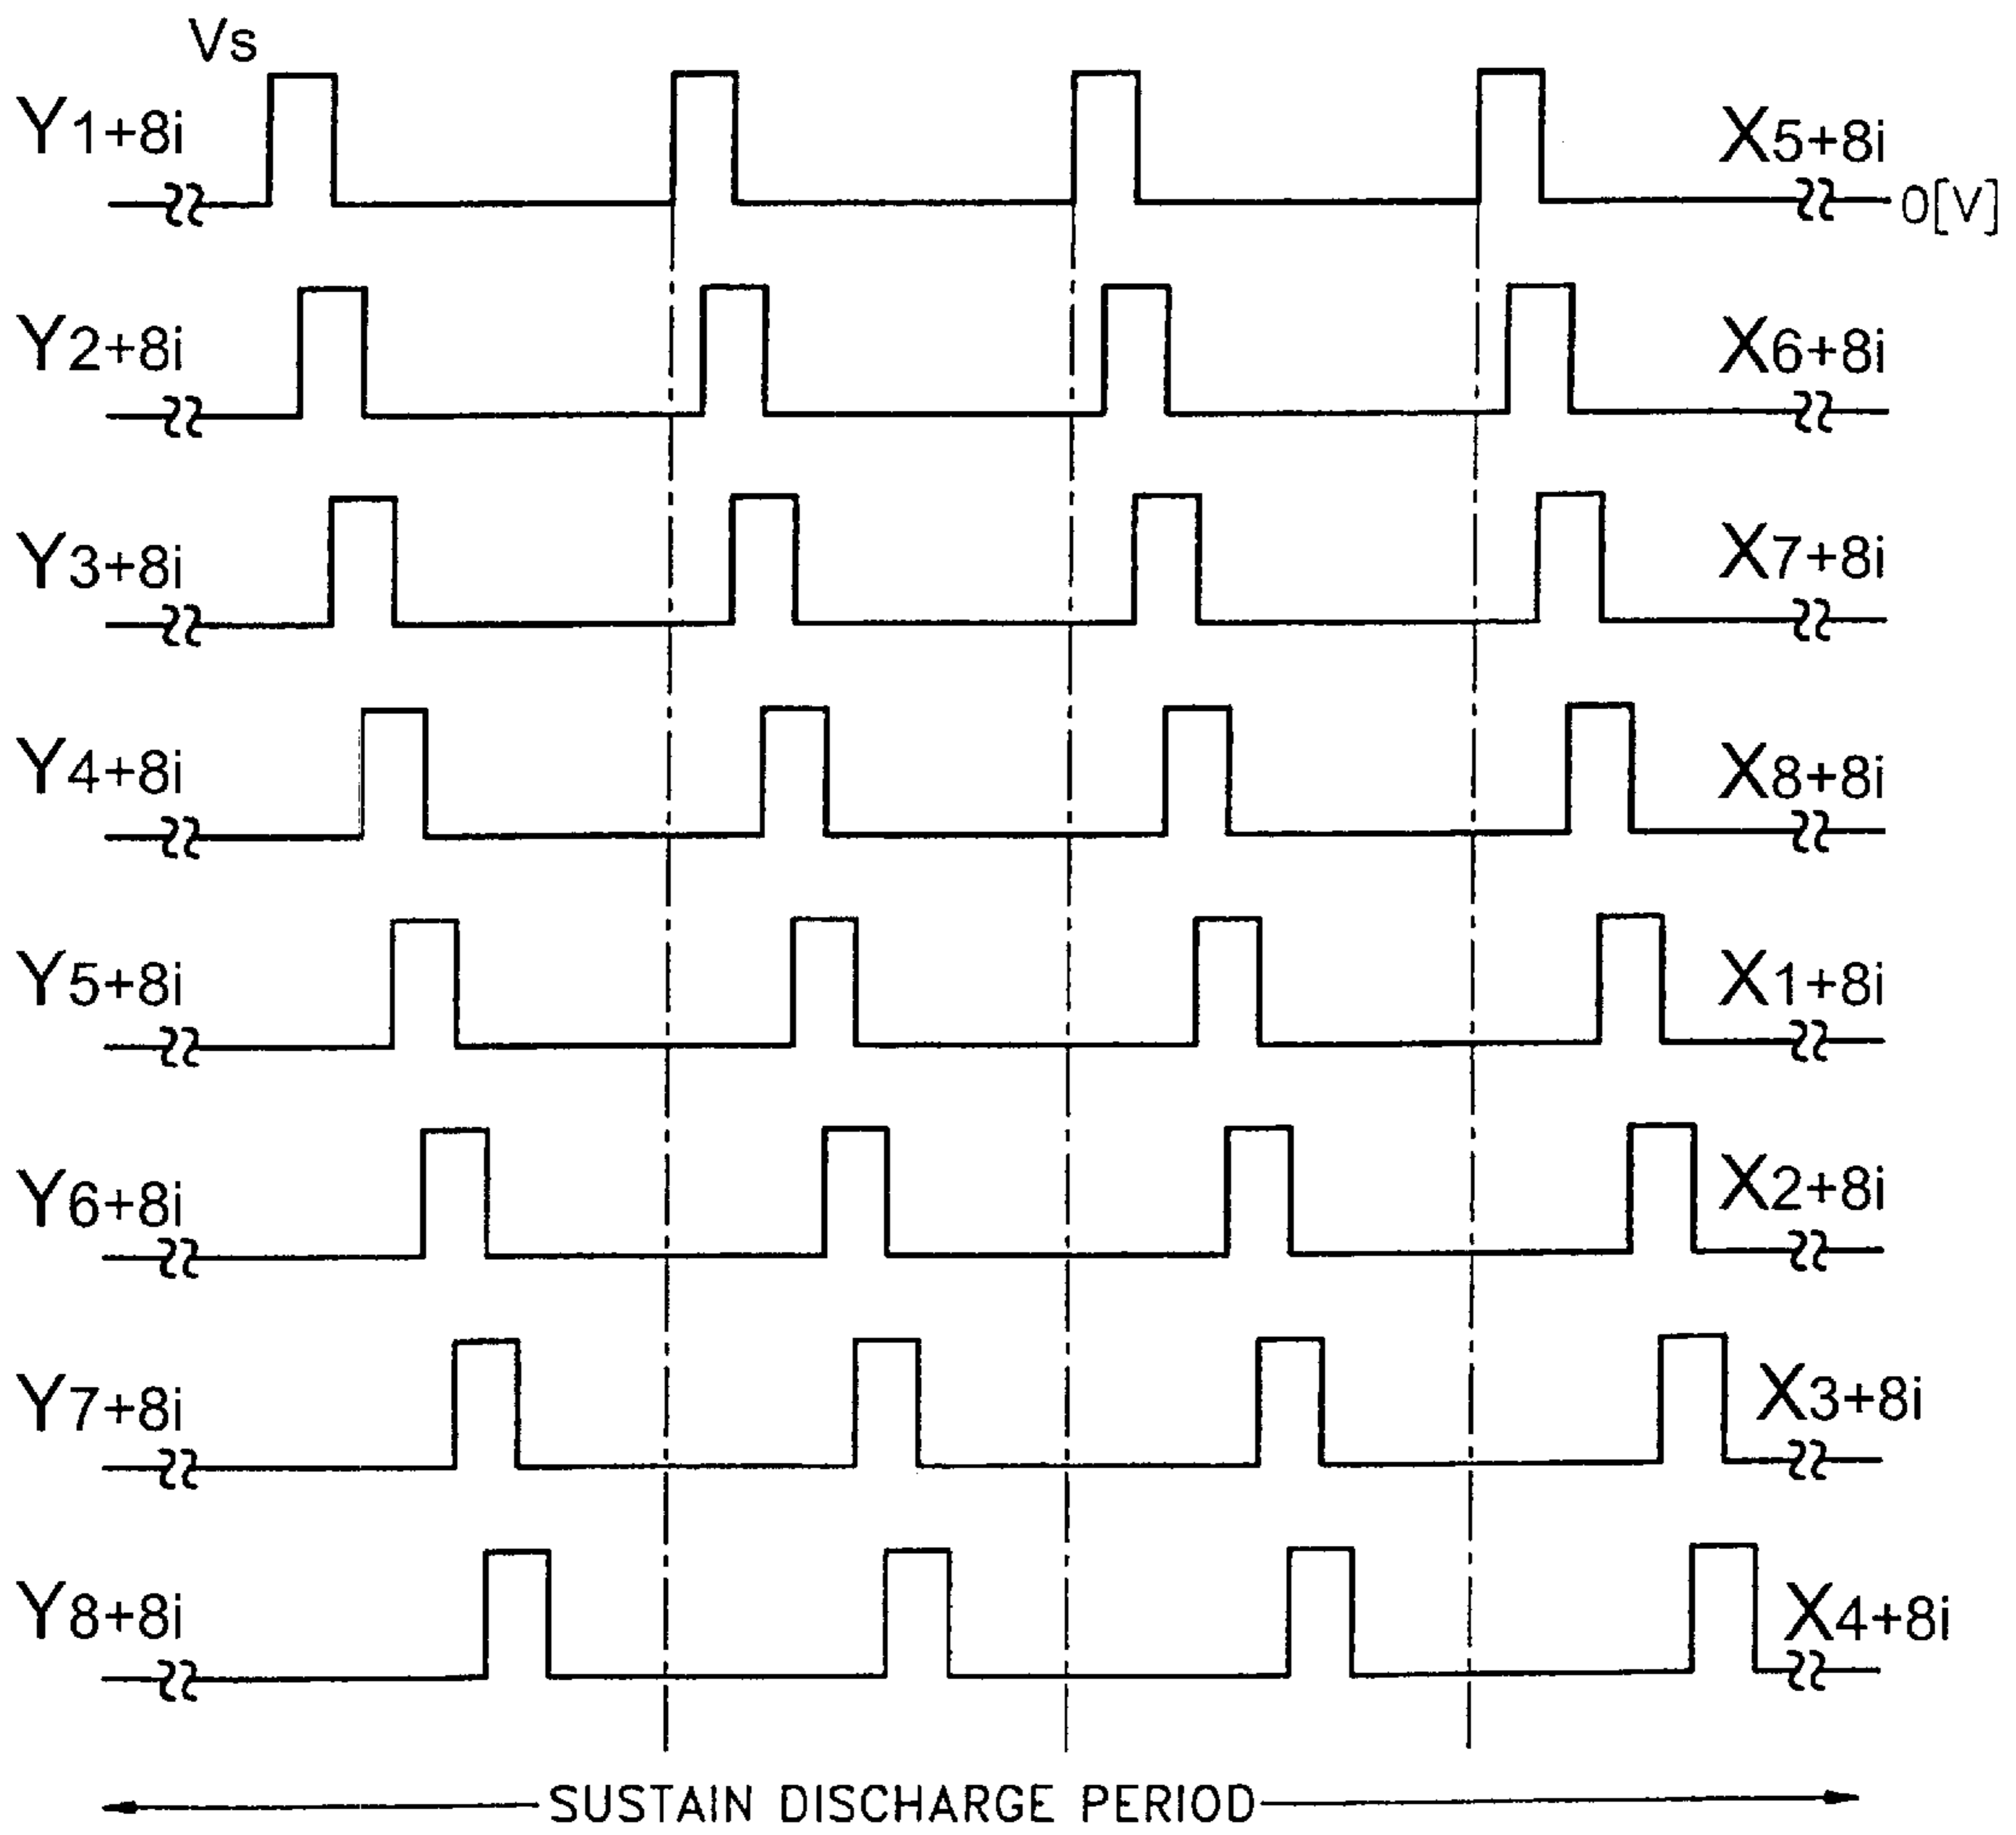 Vs
Y1+8i X5+8i
0[V]
Y2+8i X6+8i
Y3+8i X7+8i
Y4+8i X8+8i
Y5+8i X1+8i
Y6+8i X2+8i
Y7+8i X3+8i
Y8+8i X4+8i
SUSTAIN DISCHARGE PERIOD